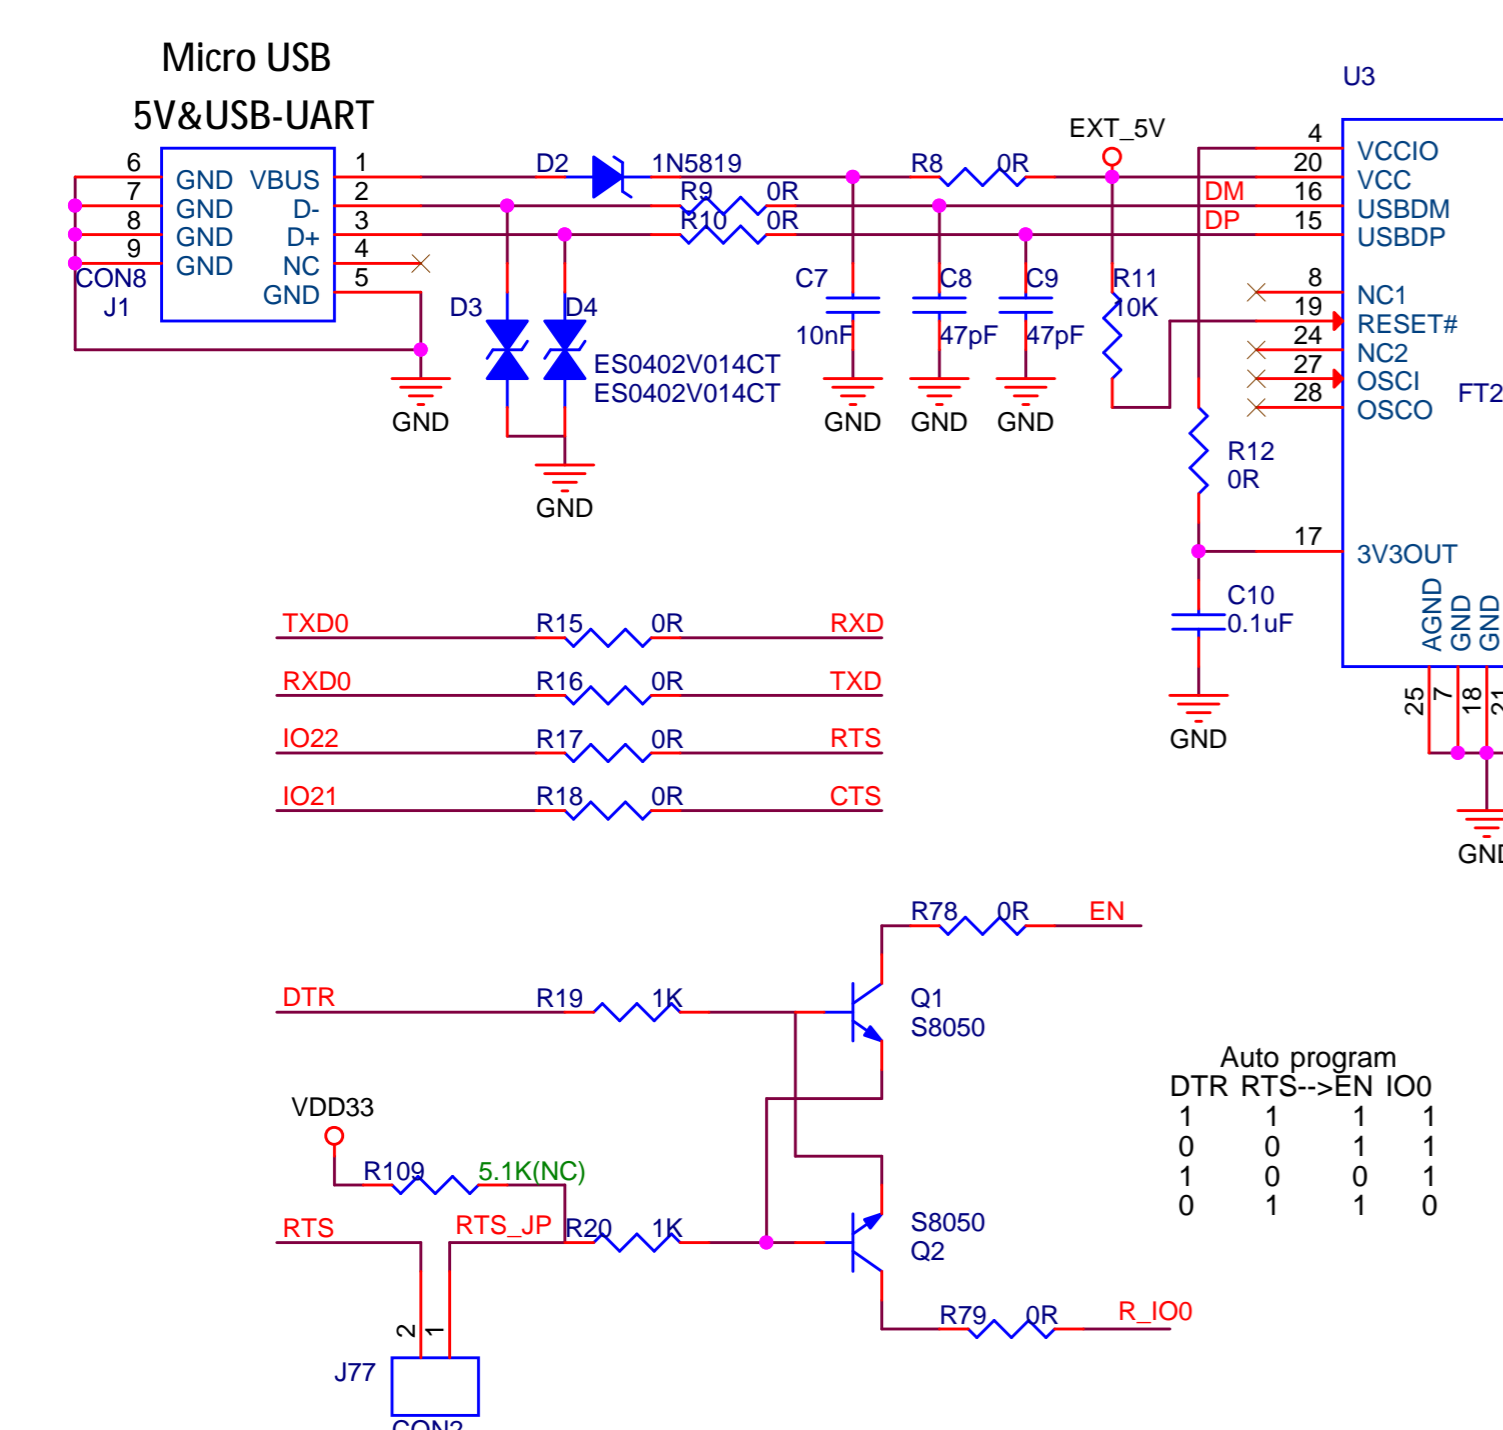 Micro USB
5V&USB-UART
U3
EXT_5V
6 GND VBUS 1 D2 1N5819 R8 0R
7 GND D- 2 R9 0R DM
8 GND D+ 3 R10 0R DP
9 GND NC 4
GND 5
CON8
J1
4 VCCIO
20 VCC
16 USBDM
15 USBDP
8 NC1
19 RESET#
24 NC2
27 OSCI
28 OSCO
FT2
D3 D4
ES0402V014CT
ES0402V014CT
C7 C8 C9 R11
10nF 47pF 47pF 10K
GND GND GND GND
GND
R12
0R
17 3V3OUT
C10
0.1uF
GND
AGND GND GND
25 7 18 21
GND
TXD0 R15 0R RXD
RXD0 R16 0R TXD
IO22 R17 0R RTS
IO21 R18 0R CTS
R78 0R EN
DTR R19 1K Q1
S8050
VDD33
R109 5.1K(NC)
RTS RTS_JP R20 1K S8050
Q2
R79 0R R_IO0
2 1
J77
CON2
Auto program
DTR RTS-->EN IO0
1 1 1 1
0 0 1 1
1 0 0 1
0 1 1 0